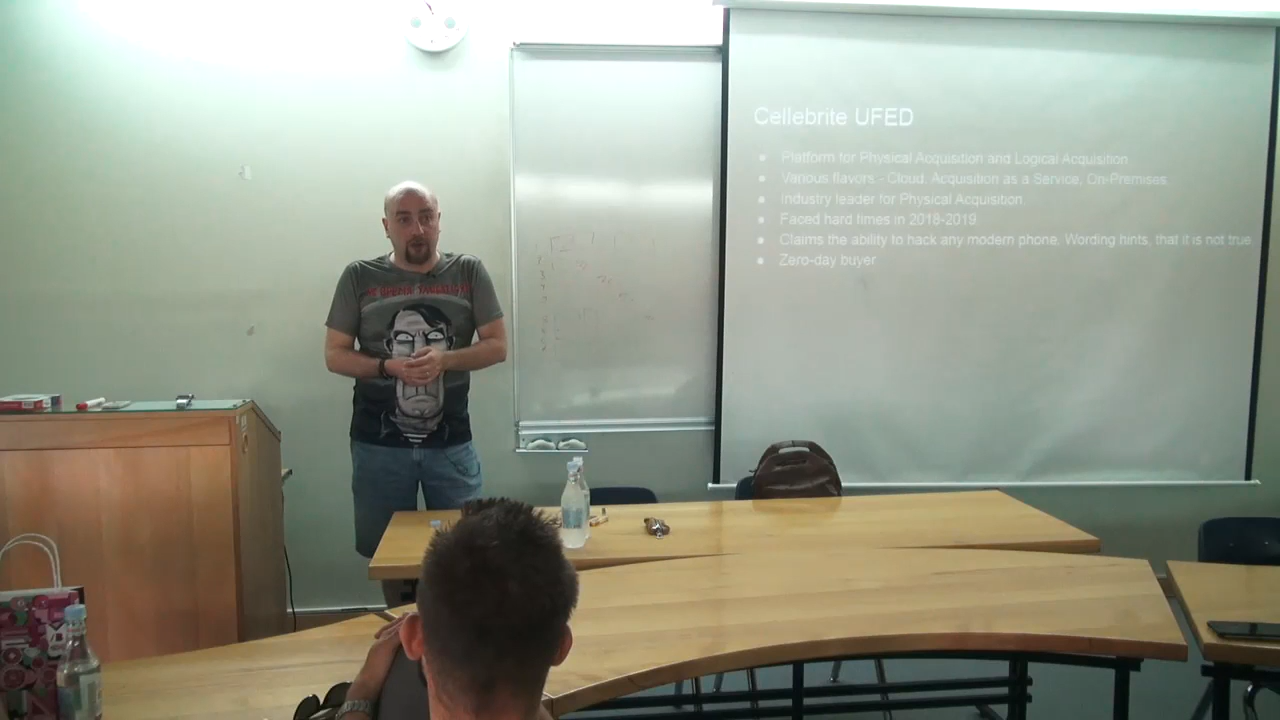 Cellebrite UFED
● Platform for Physical Acquisition and Logical Acquisition.
● Various flavors - Cloud, Acquisition as a Service, On-Premises.
● Industry leader for Physical Acquisition.
● Faced hard times in 2018-2019
● Claims the ability to hack any modern phone. Wording hints, that it is not true
● Zero-day buyer